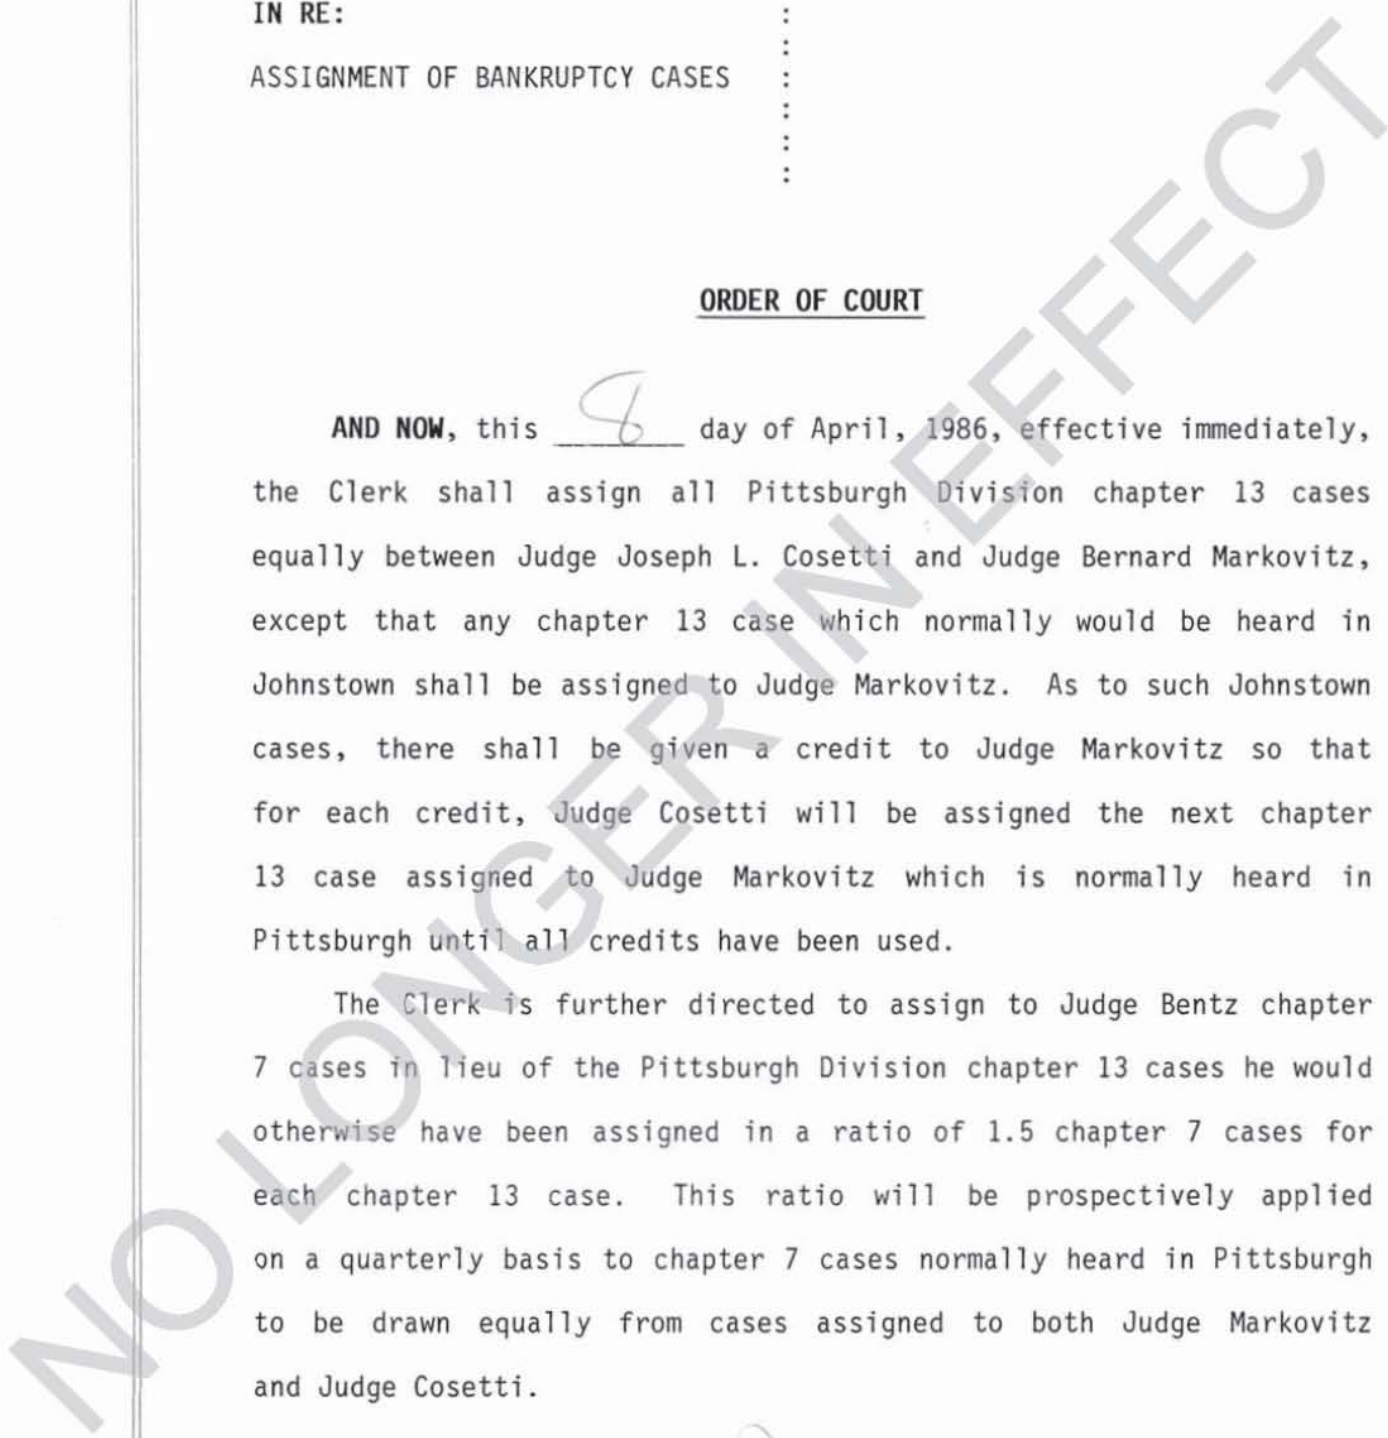 IN RE:
:
:
ASSIGNMENT OF BANKRUPTCY CASES :
:
:
:
ORDER OF COURT
AND NOW, this 8 day of April, 1986, effective immediately,
the Clerk shall assign all Pittsburgh Division chapter 13 cases
equally between Judge Joseph L. Cosetti and Judge Bernard Markovitz,
except that any chapter 13 case which normally would be heard in
Johnstown shall be assigned to Judge Markovitz. As to such Johnstown
cases, there shall be given a credit to Judge Markovitz so that
for each credit, Judge Cosetti will be assigned the next chapter
13 case assigned to Judge Markovitz which is normally heard in
Pittsburgh until all credits have been used.
The Clerk is further directed to assign to Judge Bentz chapter
7 cases in lieu of the Pittsburgh Division chapter 13 cases he would
otherwise have been assigned in a ratio of 1.5 chapter 7 cases for
each chapter 13 case. This ratio will be prospectively applied
on a quarterly basis to chapter 7 cases normally heard in Pittsburgh
to be drawn equally from cases assigned to both Judge Markovitz
and Judge Cosetti.
NO LONGER IN EFFECT